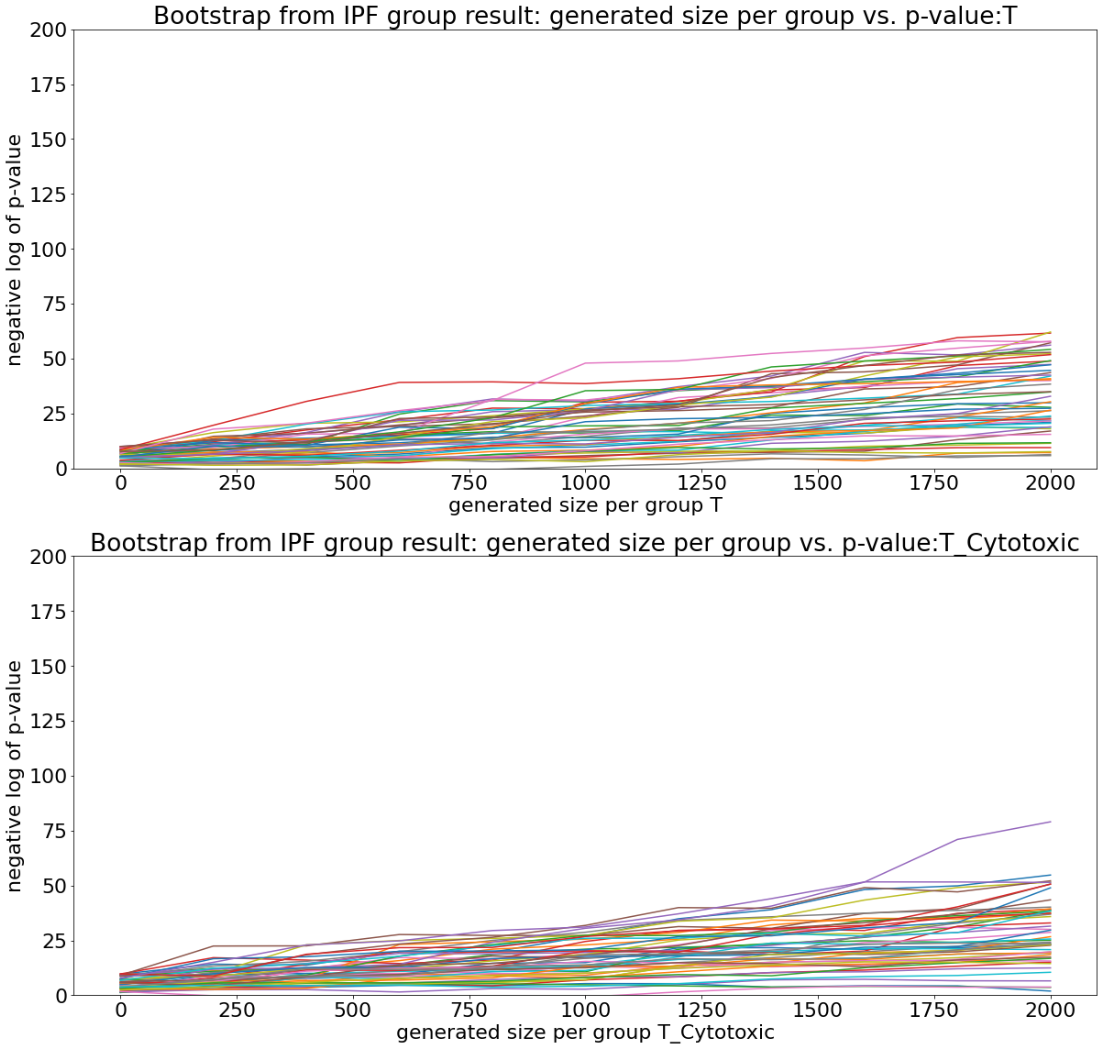 Bootstrap from IPF group result: generated size per group vs. p-value:T
200
175
150
125
100
75
50
25
0
negative log of p-value
0 250 500 750 1000 1250 1500 1750 2000
generated size per group T
Bootstrap from IPF group result: generated size per group vs. p-value:T_Cytotoxic
200
175
150
125
100
75
50
25
0
negative log of p-value
0 250 500 750 1000 1250 1500 1750 2000
generated size per group T_Cytotoxic